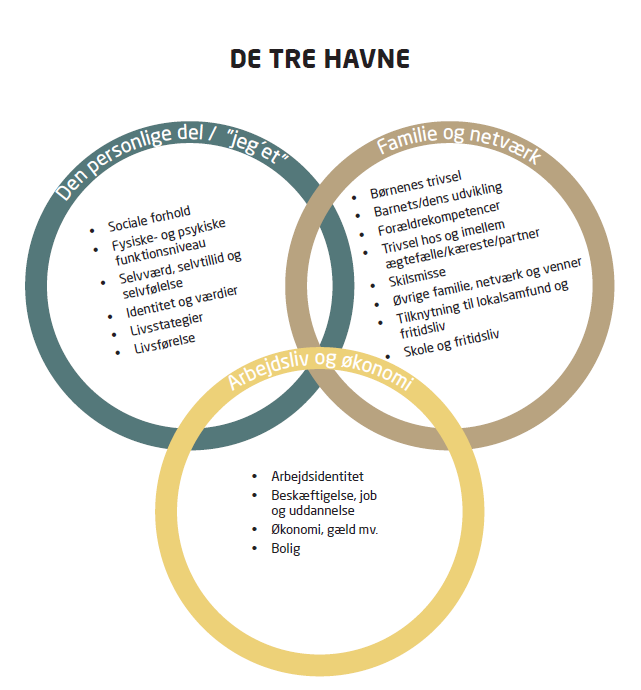 DE TRE HAVNE
Den personlige del / "jeg´et"
• Sociale forhold
• Fysiske- og psykiske
funktionsniveau
• Selvværd, selvtillid og
selvfølelse
• Identitet og værdier
• Livsstategier
• Livsførelse
Familie og netværk
• Børnenes trivsel
• Barnets/dens udvikling
• Forældrekompetencer
• Trivsel hos og imellem
ægtefælle/kæreste/partner
• Skilsmisse
• Øvrige familie, netværk og venner
• Tilknytning til lokalsamfund og
fritidsliv
• Skole og fritidsliv
Arbejdsliv og økonomi
• Arbejdsidentitet
• Beskæftigelse, job
og uddannelse
• Økonomi, gæld mv.
• Bolig